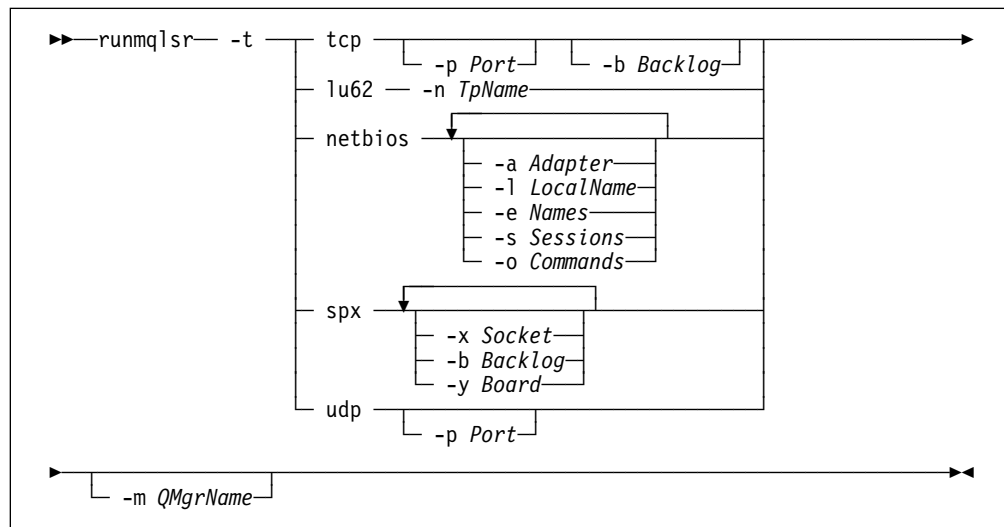 runmqlsr -t tcp
-p Port -b Backlog
lu62 -n TpName
netbios
-a Adapter
-l LocalName
-e Names
-s Sessions
-o Commands
spx
-x Socket
-b Backlog
-y Board
udp
-p Port
-m QMgrName